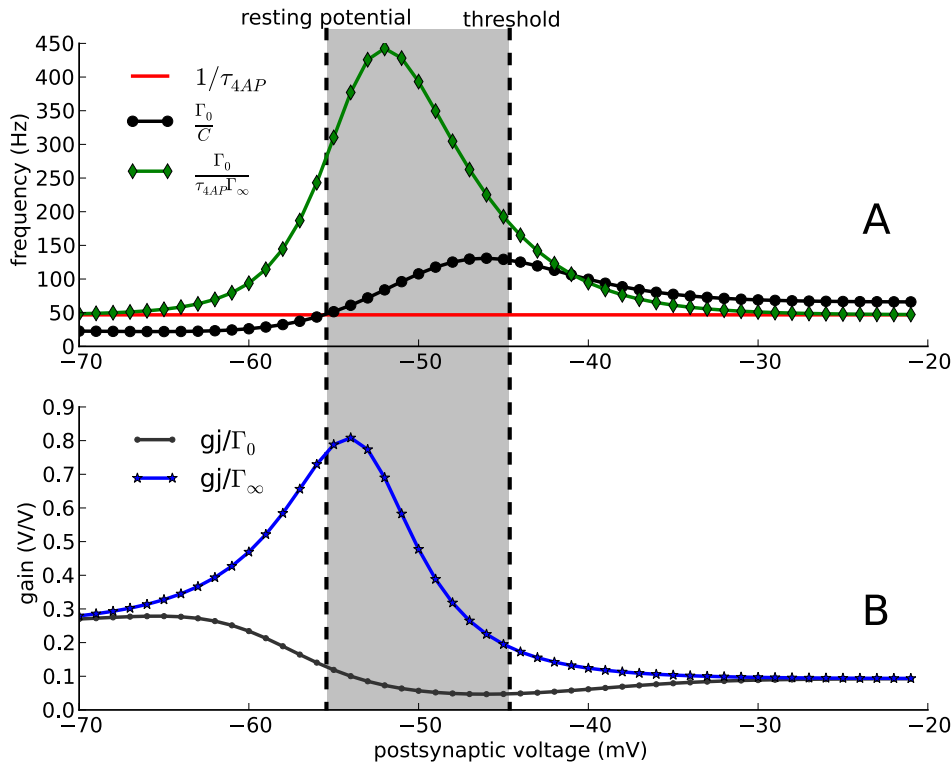 resting potential threshold
450
400
350
300
250
200
150
100
50
0
frequency (Hz)
1/τ4AP
Γ0/C
Γ0/τ4APΓ∞
A
−70 −60 −50 −40 −30 −20
0.9
0.8
0.7
0.6
0.5
0.4
0.3
0.2
0.1
0.0
gain (V/V)
gj/Γ0
gj/Γ∞
B
−70 −60 −50 −40 −30 −20
postsynaptic voltage (mV)